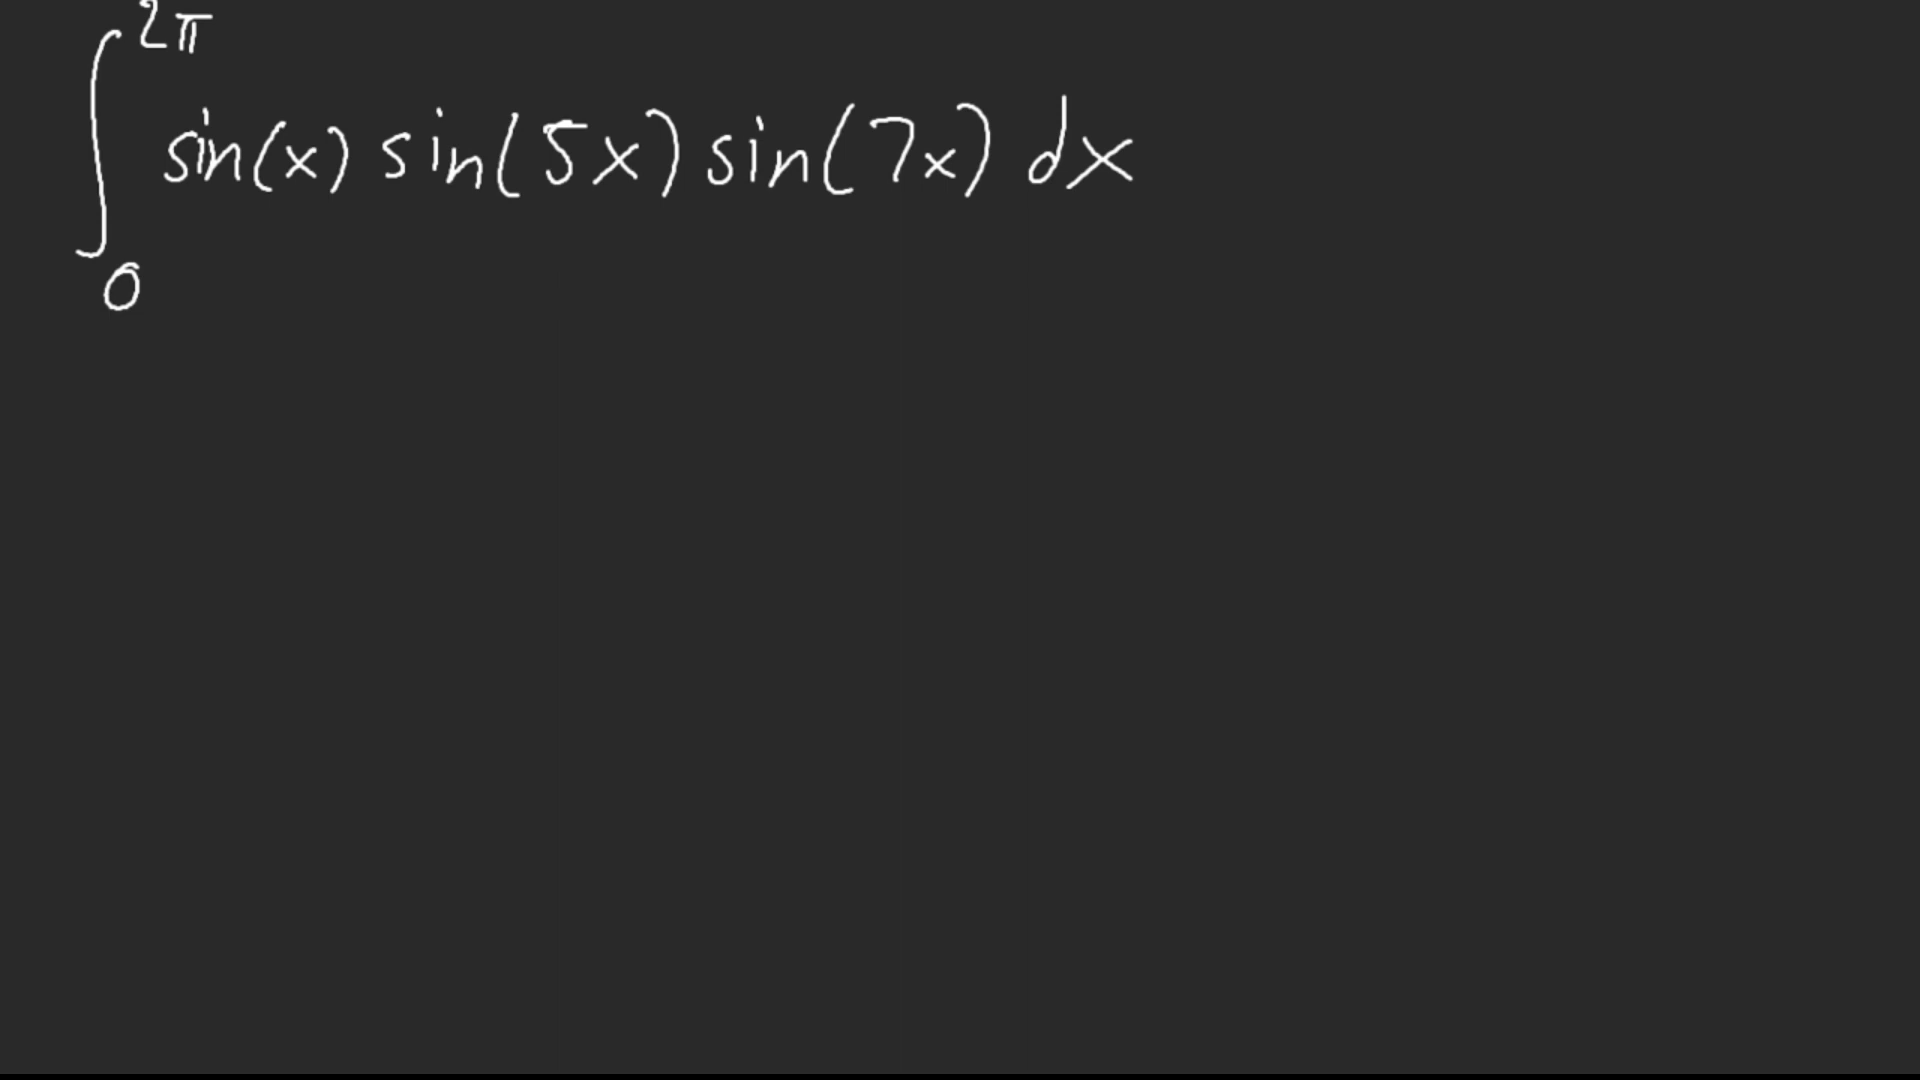 ∫₀^{2π} sin(x) sin(5x) sin(7x) dx